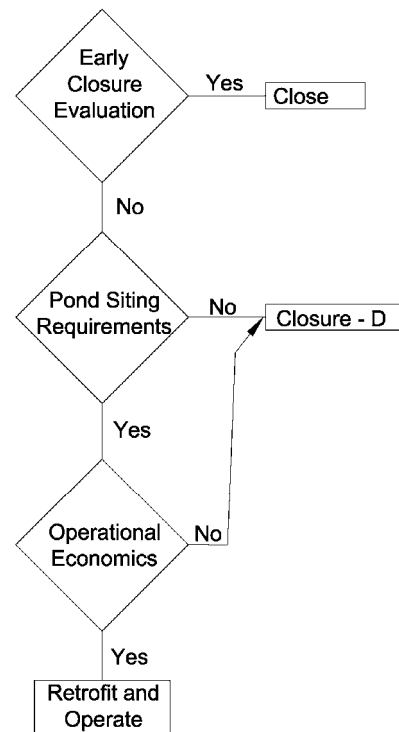 Early
Closure
Evaluation
Yes
Close
No
Pond Siting
Requirements
No
Closure - D
Yes
Operational
Economics
No
Yes
Retrofit and
Operate